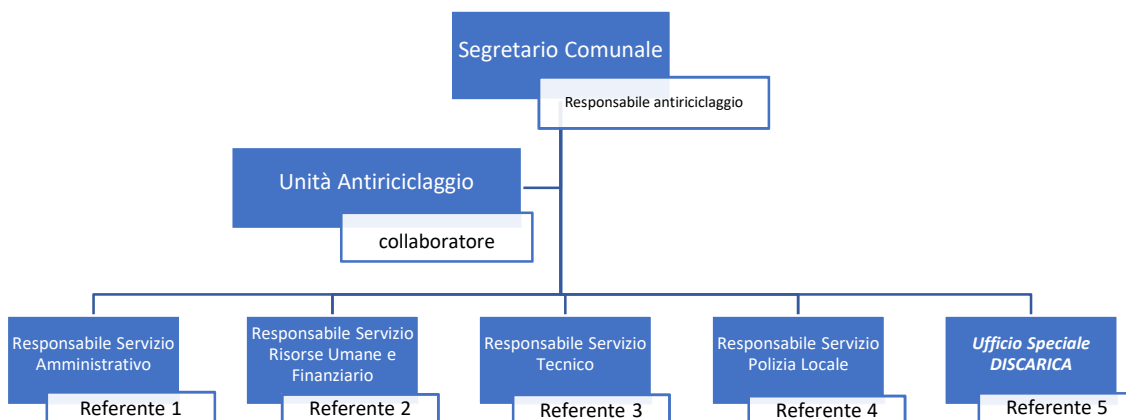 Segretario Comunale
Responsabile antiriciclaggio
Unità Antiriciclaggio
collaboratore
Responsabile Servizio
Amministrativo
Referente 1
Responsabile Servizio
Risorse Umane e
Finanziario
Referente 2
Responsabile Servizio
Tecnico
Referente 3
Responsabile Servizio
Polizia Locale
Referente 4
Ufficio Speciale
DISCARICA
Referente 5